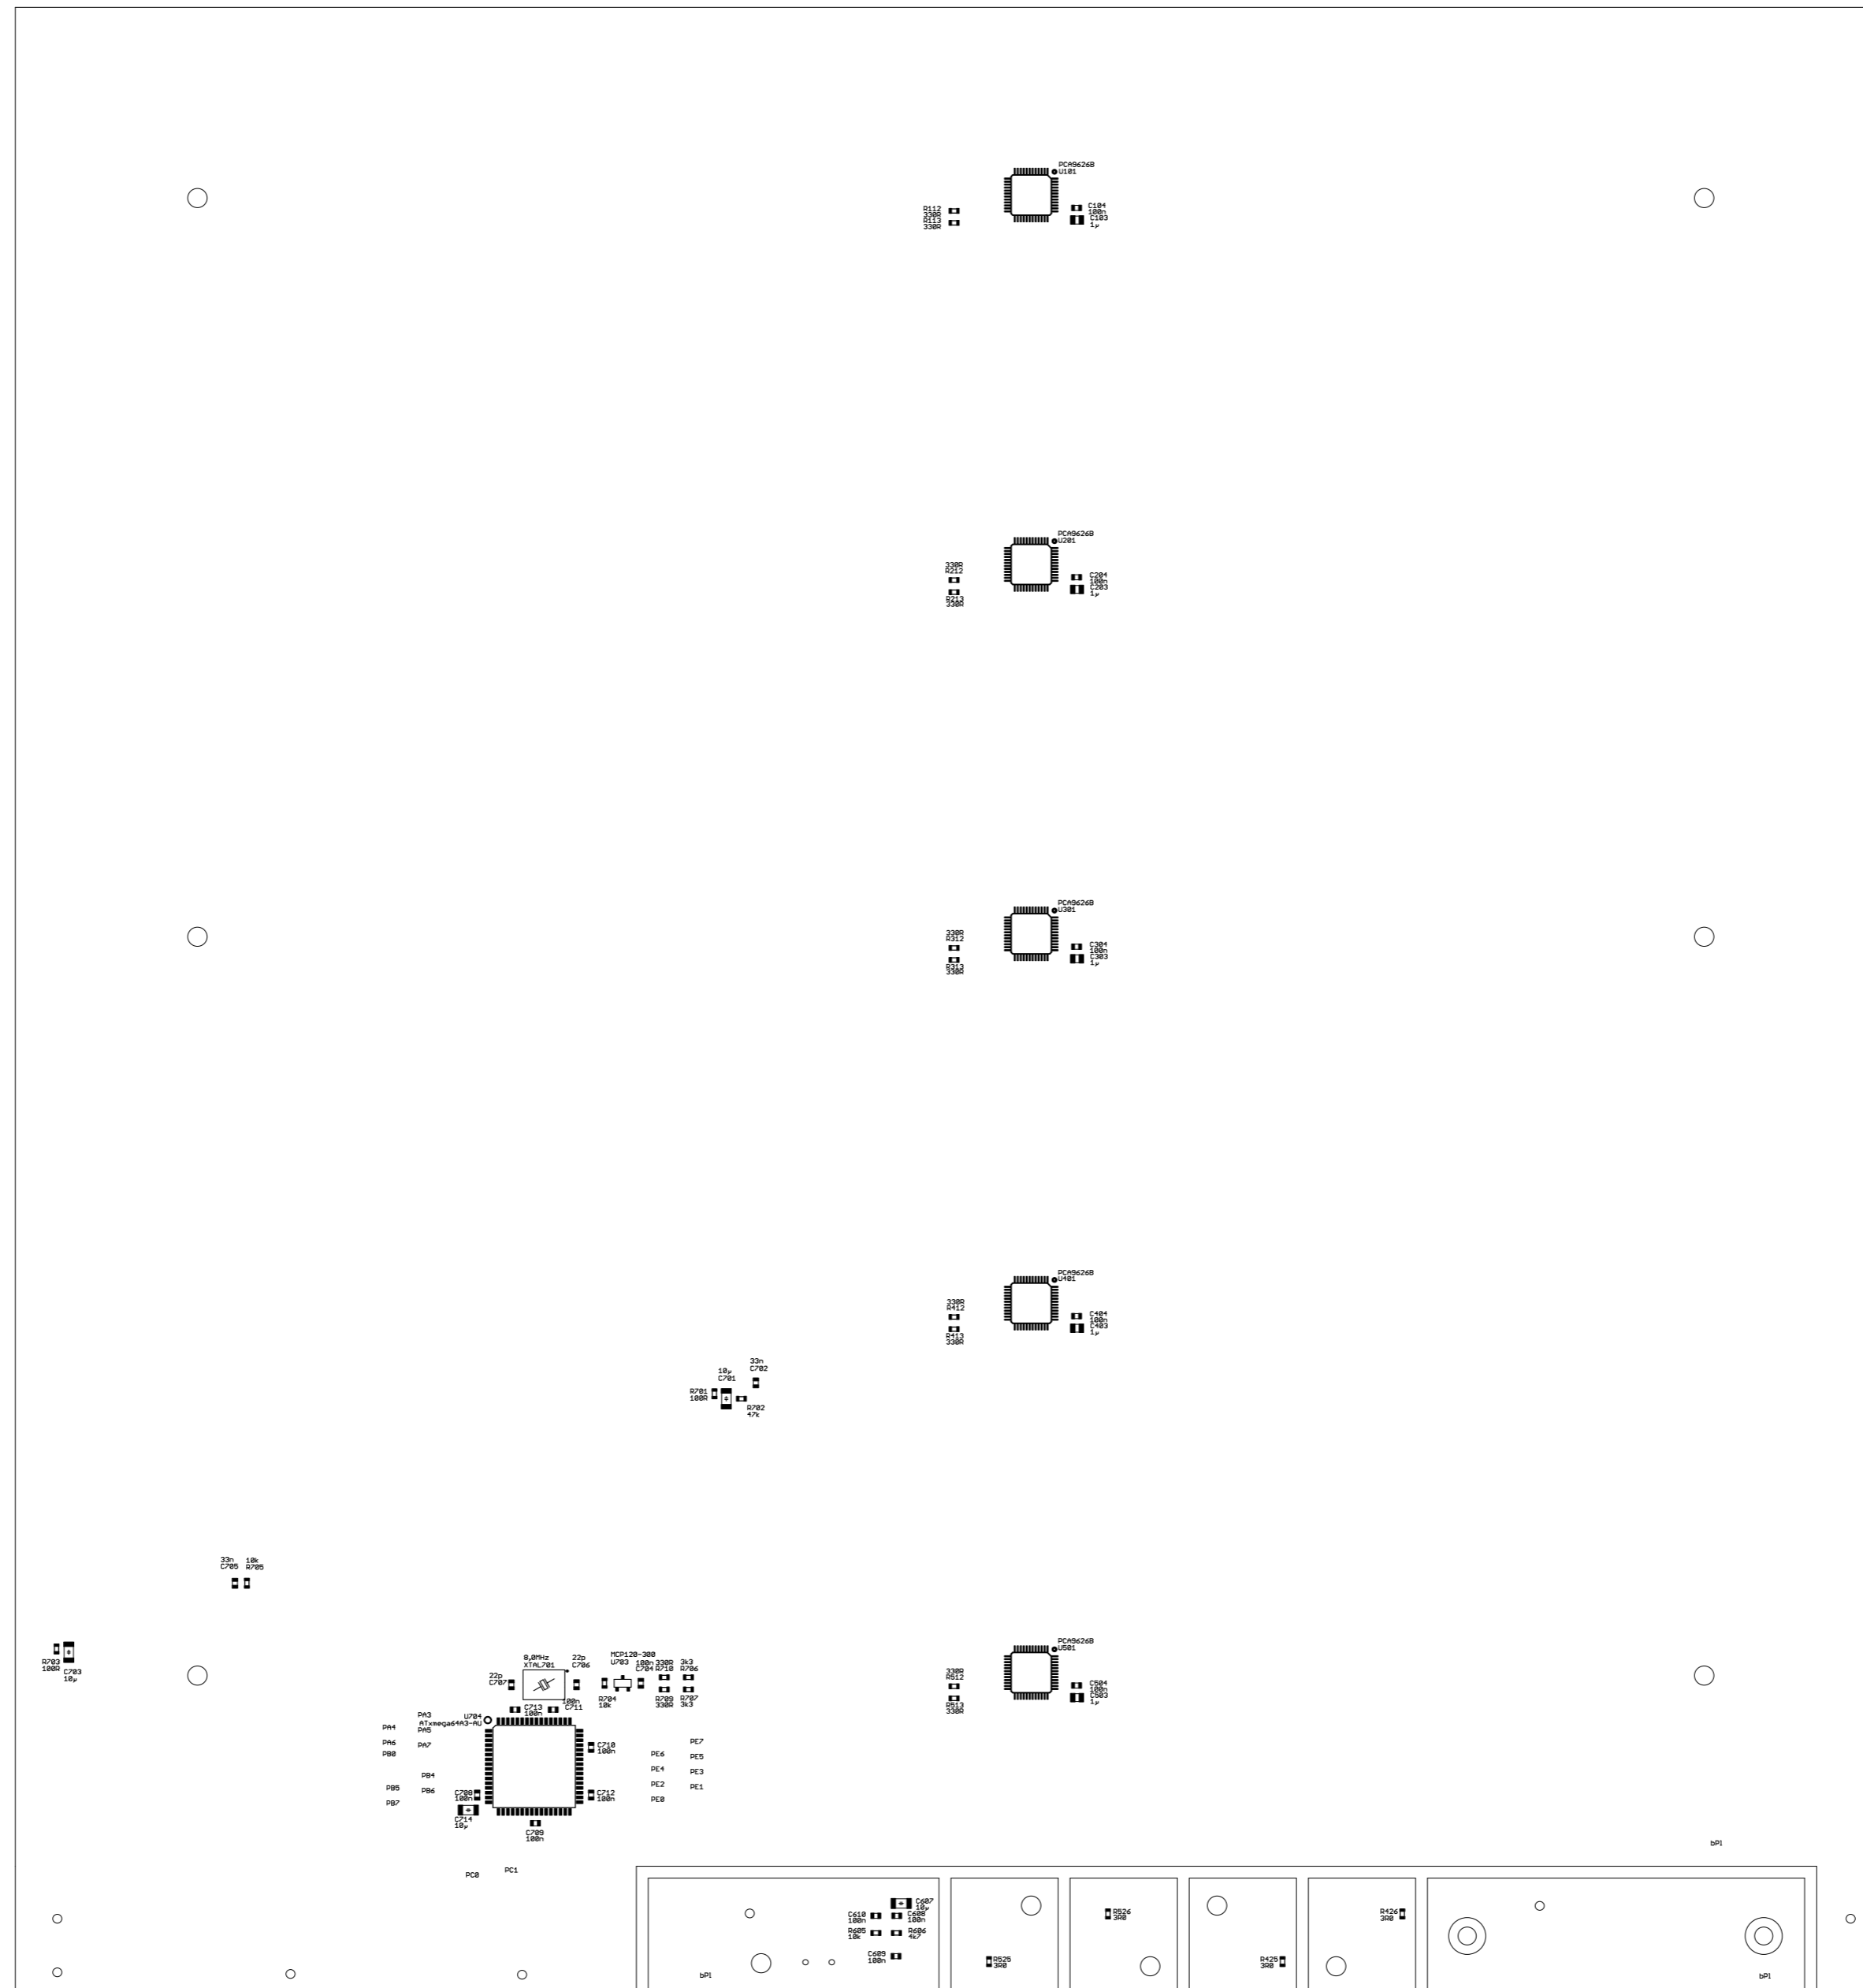 PCA9626B
U101
R112
330R
R113
330R
C104
100n
C103
1µ
PCA9626B
U201
330R
R212
R213
330R
C204
100n
C203
1µ
PCA9626B
U301
330R
R312
R313
330R
C304
100n
C303
1µ
PCA9626B
U401
330R
R412
R413
330R
C404
100n
C403
1µ
33n
C702
10µ
C701
R701
100R
R702
47k
33n
C705
10k
R705
R703
100R
C703
10µ
PCA9626B
U501
330R
R512
R513
330R
C504
100n
C503
1µ
8,0MHz
XTAL701
22p
C706
22p
C707
MCP120-300
U703
100n
C704
330R
R710
3k3
R706
R704
10k
R709
330R
R707
3k3
C713
100n
100n
C711
U704
ATxmega64A3-AU
PA3
PA4
PA5
PA6
PA7
PB0
PB4
PB5
PB6
PB7
C710
100n
C712
100n
C708
100n
C714
10µ
C709
100n
PE7
PE6
PE5
PE4
PE3
PE2
PE1
PE0
PC0
PC1
bPl
C607
10µ
C610
100n
C608
100n
R605
10k
R606
4k7
C609
100n
R526
3R0
R426
3R0
R525
3R0
R425
3R0
bPl
bPl